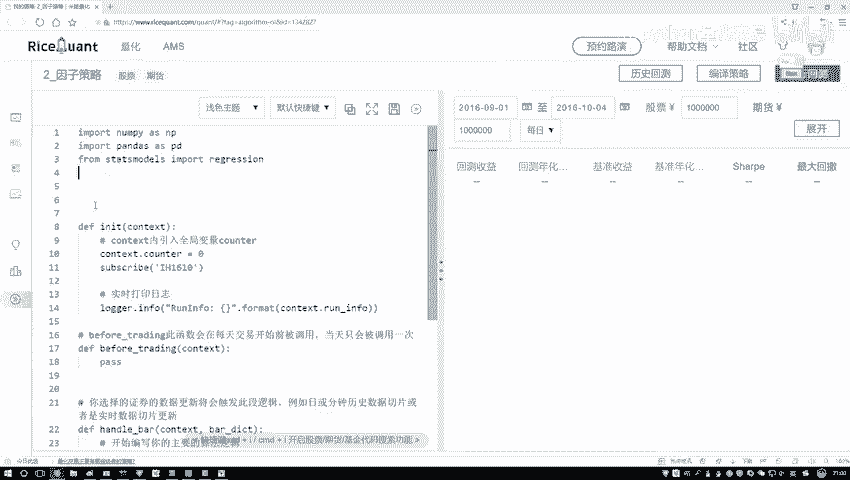 https://www.ricequant.com/quant/
RiceQuant 量化 AMS 预约路演 帮助文档 社区
2_因子策略 股票 期货 历史回测 编译策略
浅色主题 默认快捷键
2016-09-01 至 2016-10-04 股票 ¥ 1000000 期货 ¥
1000000 每日 展开
回测收益 回测年化... 基准收益 基准年化... Sharpe 最大回撤
-- -- -- -- -- --
1 import numpy as np
2 import pandas as pd
3 from statsmodels import regression
4
5
6
7
8 def init(context):
9 # context内引入全局变量counter
10 context.counter = 0
11 subscribe('IH1610')
12
13 # 实时打印日志
14 logger.info("RunInfo: {}".format(context.run_info))
15
16 # before_trading此函数会在每天交易开始前被调用，当天只会被调用一次
17 def before_trading(context):
18 pass
19
20
21 # 你选择的证券的数据更新将会触发此段逻辑，例如日或分钟历史数据切片或
者是实时数据切片更新
22 def handle_bar(context, bar_dict):
23 # 开始编写你的主要的算法逻辑
+ i / cmd + i 开启股票/期货/基金代码搜索功能